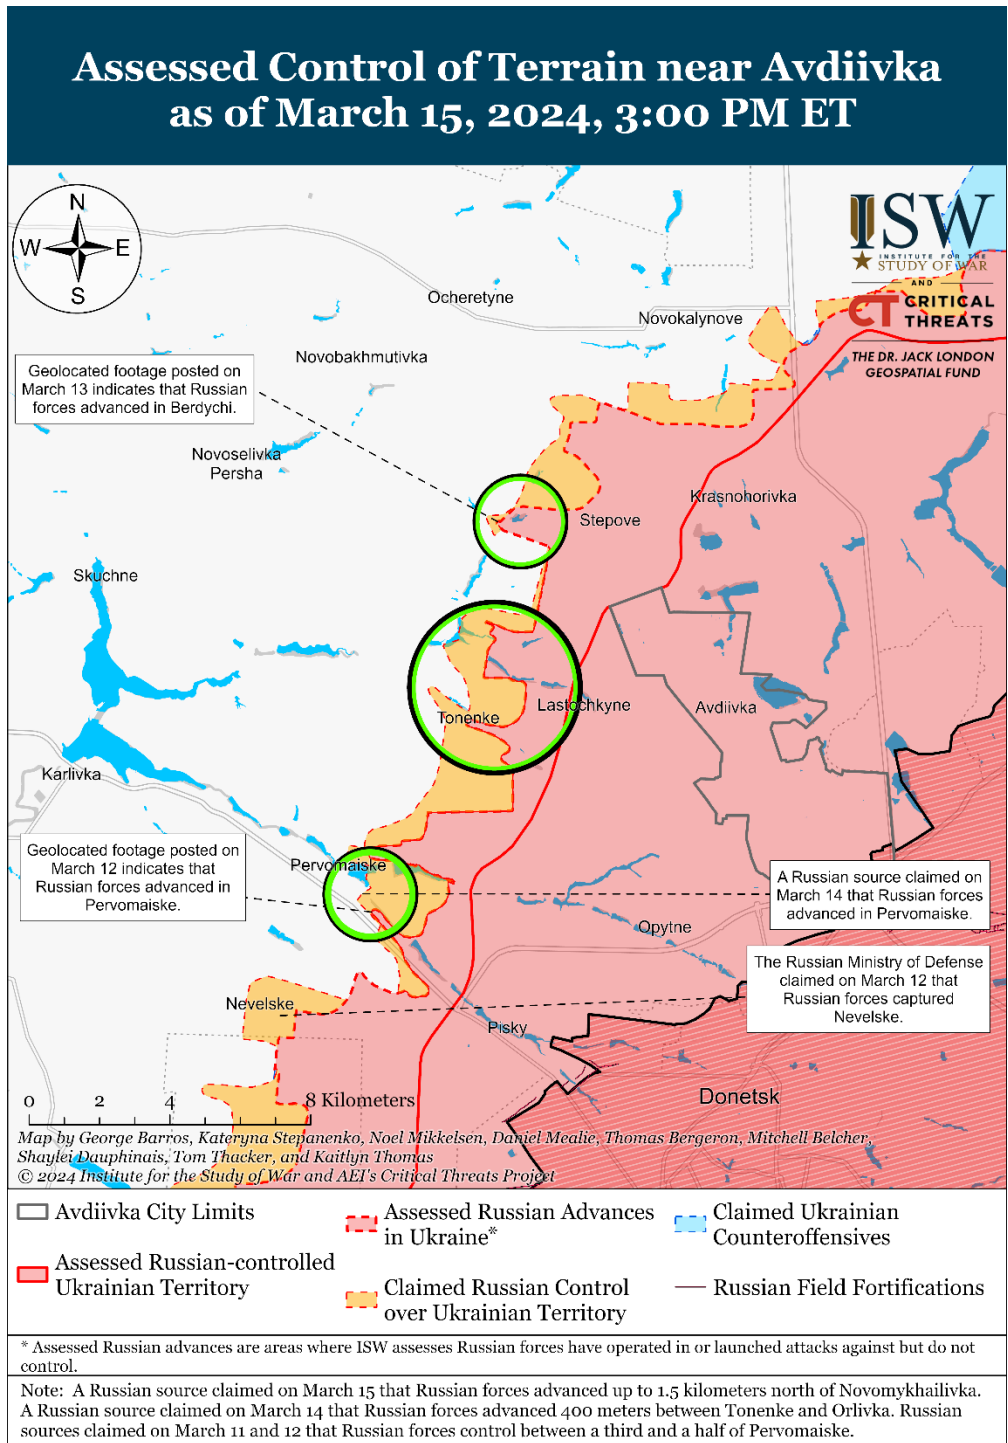 Assessed Control of Terrain near Avdiivka
as of March 15, 2024, 3:00 PM ET
N
W
E
S
ISW
INSTITUTE FOR THE
STUDY OF WAR
AND
CT CRITICAL
THREATS
THE DR. JACK LONDON
GEOSPATIAL FUND
Ocheretyne
Novokalynove
Novobakhmutivka
Geolocated footage posted on
March 13 indicates that Russian
forces advanced in Berdychi.
Novoselivka
Persha
Krasnohorivka
Stepove
Skuchne
Lastochkyne
Avdiivka
Tonenke
Karlivka
Geolocated footage posted on
March 12 indicates that
Russian forces advanced in
Pervomaiske.
Pervomaiske
A Russian source claimed on
March 14 that Russian forces
advanced in Pervomaiske.
Opytne
The Russian Ministry of Defense
claimed on March 12 that
Russian forces captured
Nevelske.
Nevelske
Pisky
Donetsk
0 2 4 8 Kilometers
Map by George Barros, Kateryna Stepanenko, Noel Mikkelsen, Daniel Mealie, Thomas Bergeron, Mitchell Belcher,
Shaylei Dauphinais, Tom Thacker, and Kaitlyn Thomas
© 2024 Institute for the Study of War and AEI's Critical Threats Project
Avdiivka City Limits
Assessed Russian-controlled
Ukrainian Territory
Assessed Russian Advances
in Ukraine*
Claimed Russian Control
over Ukrainian Territory
Claimed Ukrainian
Counteroffensives
Russian Field Fortifications
* Assessed Russian advances are areas where ISW assesses Russian forces have operated in or launched attacks against but do not
control.
Note: A Russian source claimed on March 15 that Russian forces advanced up to 1.5 kilometers north of Novomykhailivka.
A Russian source claimed on March 14 that Russian forces advanced 400 meters between Tonenke and Orlivka. Russian
sources claimed on March 11 and 12 that Russian forces control between a third and a half of Pervomaiske.